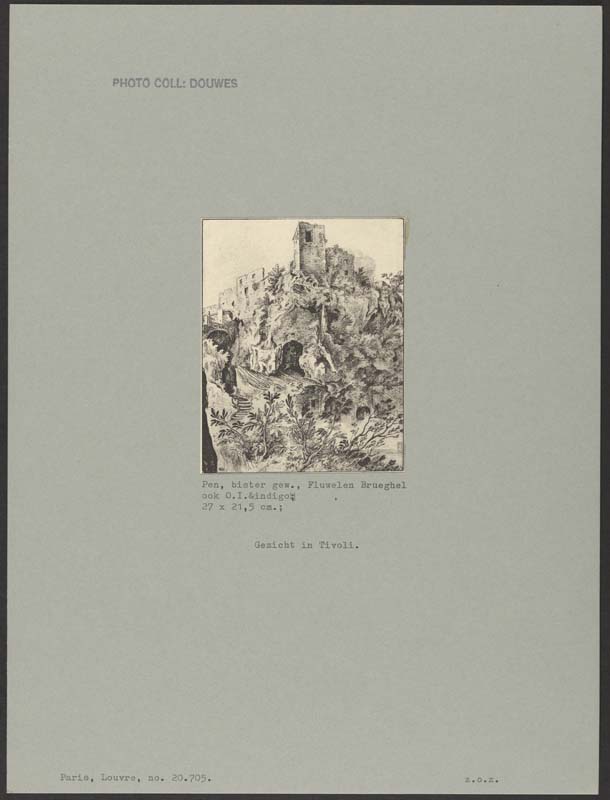 PHOTO COLL: DOUWES
Pen, bister gew., Fluwelen Brueghel
ook O.I.&indigo;
27 x 21,5 cm.;
Gezicht in Tivoli.
Paris, Louvre, no. 20.705.
z.o.z.